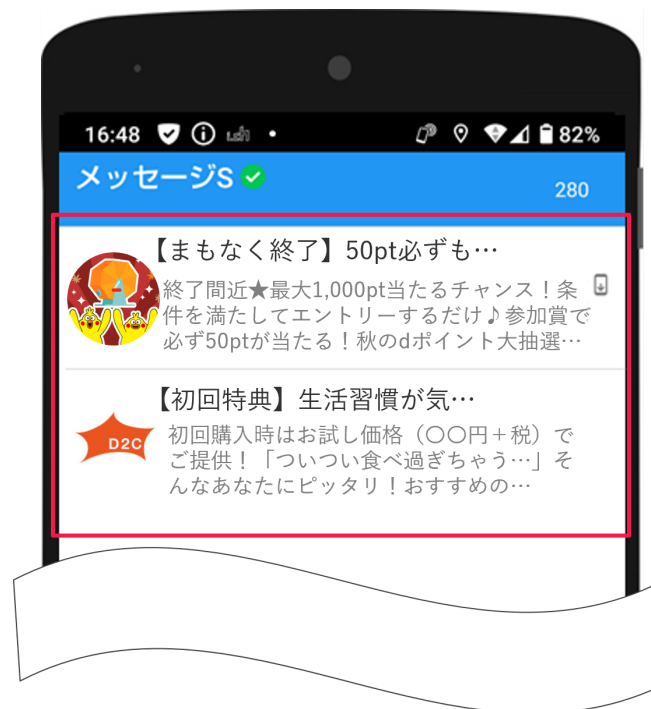 16:48
82%
メッセージS
280
【まもなく終了】50pt必ずも…
終了間近★最大1,000pt当たるチャンス！条
件を満たしてエントリーするだけ♪参加賞で
必ず50ptが当たる！秋のdポイント大抽選…
【初回特典】生活習慣が気…
D2C
初回購入時はお試し価格（〇〇円＋税）で
ご提供！「ついつい食べ過ぎちゃう…」そ
んなあなたにピッタリ！おすすめの…